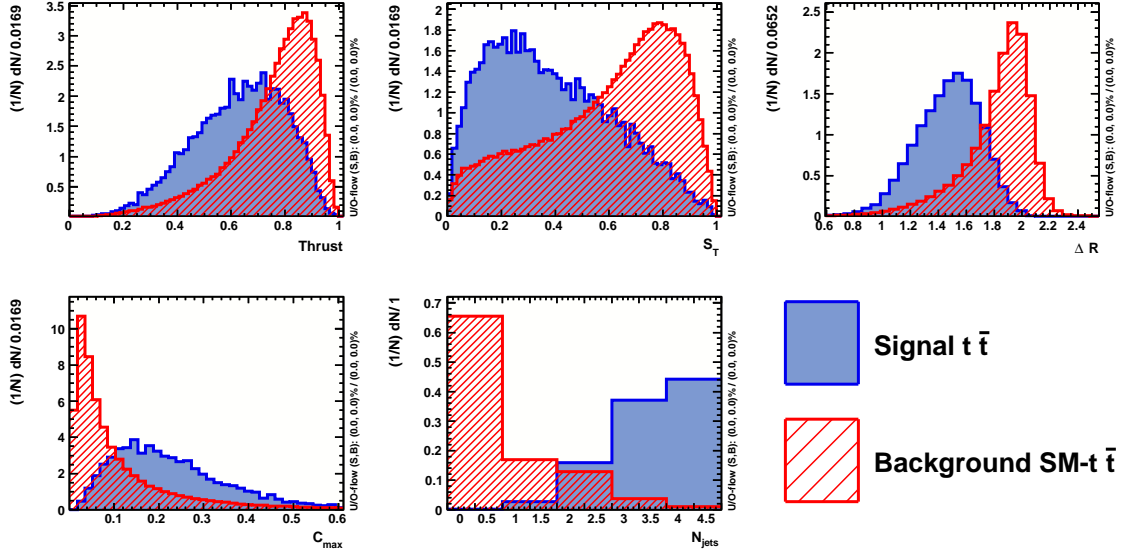 (1/N) dN/ 0.0169
3.5
3
2.5
2
1.5
1
0.5
0 0.2 0.4 0.6 0.8 1
Thrust
U/O-flow (S,B): (0.0, 0.0)% / (0.0, 0.0)%
(1/N) dN/ 0.0169
1.8
1.6
1.4
1.2
1
0.8
0.6
0.4
0.2
0
0 0.2 0.4 0.6 0.8 1
S_T
U/O-flow (S,B): (0.0, 0.0)% / (0.0, 0.0)%
(1/N) dN/ 0.0652
2.5
2
1.5
1
0.5
0
0.6 0.8 1 1.2 1.4 1.6 1.8 2 2.2 2.4
Δ R
U/O-flow (S,B): (0.0, 0.0)% / (0.0, 0.0)%
(1/N) dN/ 0.0169
10
8
6
4
2
0
0.1 0.2 0.3 0.4 0.5 0.6
C_max
U/O-flow (S,B): (0.0, 0.0)% / (0.0, 0.0)%
(1/N) dN/ 1
0.7
0.6
0.5
0.4
0.3
0.2
0.1
0
0 0.5 1 1.5 2 2.5 3 3.5 4 4.5
N_jets
U/O-flow (S,B): (0.0, 0.0)% / (0.0, 0.0)%
Signal t t̄
Background SM-t t̄